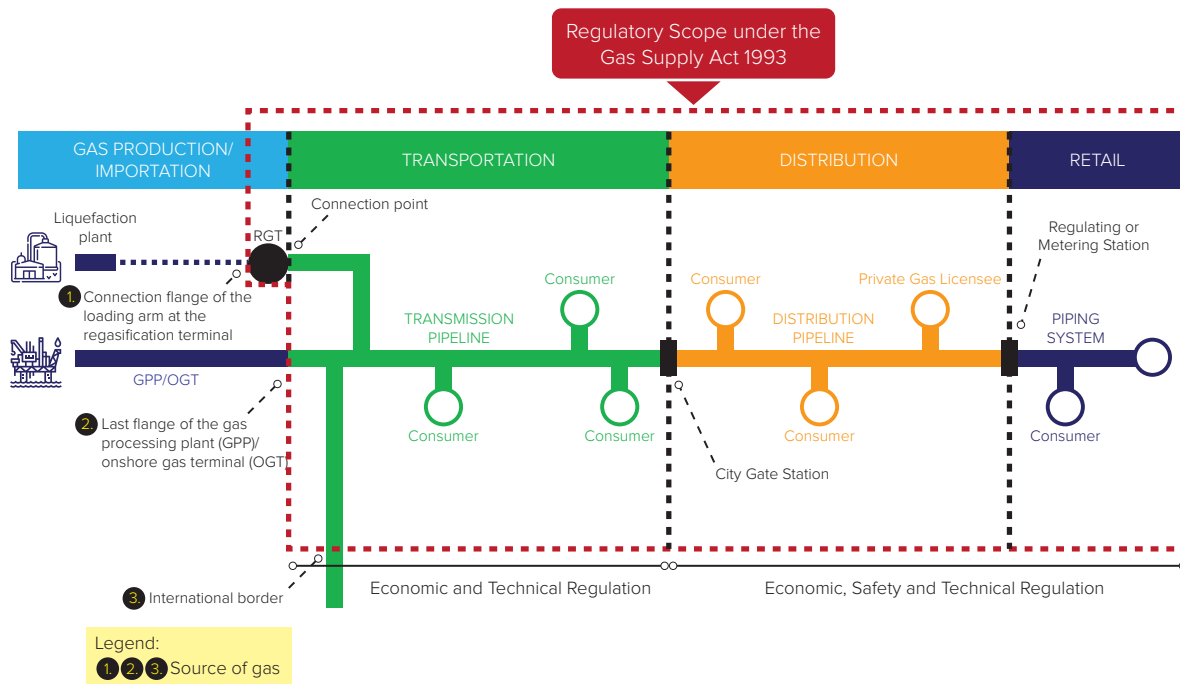 Regulatory Scope under the
Gas Supply Act 1993
GAS PRODUCTION/
IMPORTATION
TRANSPORTATION
DISTRIBUTION
RETAIL
Liquefaction
plant
RGT
Connection point
Regulating or
Metering Station
1. Connection flange of the
loading arm at the
regasification terminal
Consumer
Consumer
Private Gas Licensee
TRANSMISSION
PIPELINE
DISTRIBUTION
PIPELINE
PIPING
SYSTEM
GPP/OGT
2. Last flange of the gas
processing plant (GPP)/
onshore gas terminal (OGT)
Consumer
Consumer
Consumer
Consumer
City Gate Station
Economic and Technical Regulation
Economic, Safety and Technical Regulation
3. International border
Legend:
1. 2. 3. Source of gas